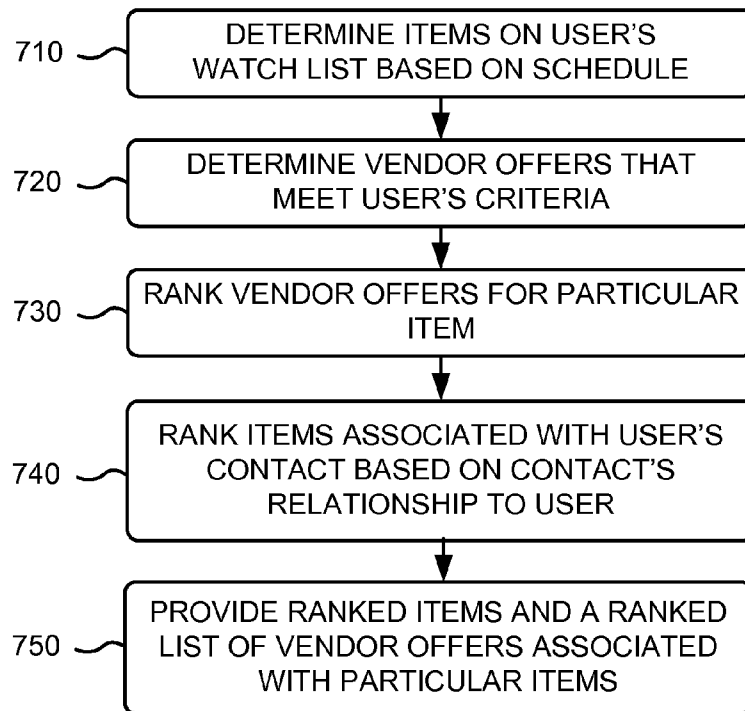 710
DETERMINE ITEMS ON USER'S
WATCH LIST BASED ON SCHEDULE
720
DETERMINE VENDOR OFFERS THAT
MEET USER'S CRITERIA
730
RANK VENDOR OFFERS FOR PARTICULAR
ITEM
740
RANK ITEMS ASSOCIATED WITH USER'S
CONTACT BASED ON CONTACT'S
RELATIONSHIP TO USER
750
PROVIDE RANKED ITEMS AND A RANKED
LIST OF VENDOR OFFERS ASSOCIATED
WITH PARTICULAR ITEMS